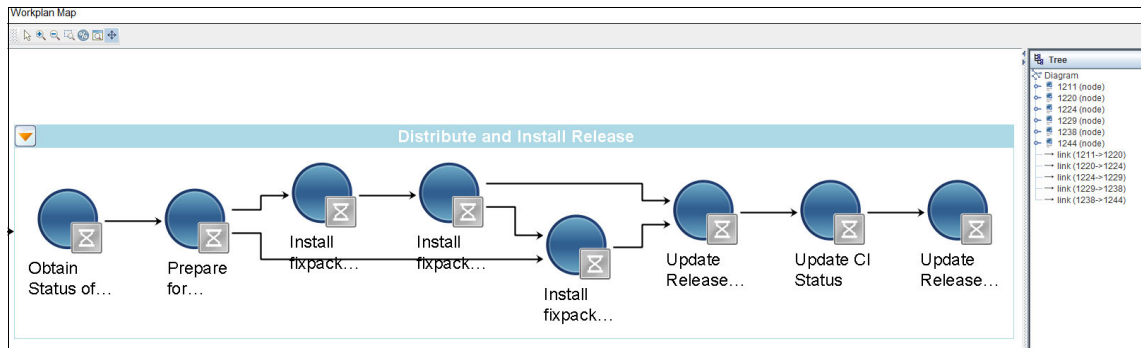 Workplan Map
Tree
Diagram
1211 (node)
1220 (node)
1224 (node)
1229 (node)
1238 (node)
1244 (node)
link (1211->1220)
link (1220->1224)
link (1224->1229)
link (1229->1238)
link (1238->1244)
Distribute and Install Release
Obtain
Status of...
Prepare
for...
Install
fixpack...
Install
fixpack...
Install
fixpack...
Update
Release...
Update CI
Status
Update
Release...